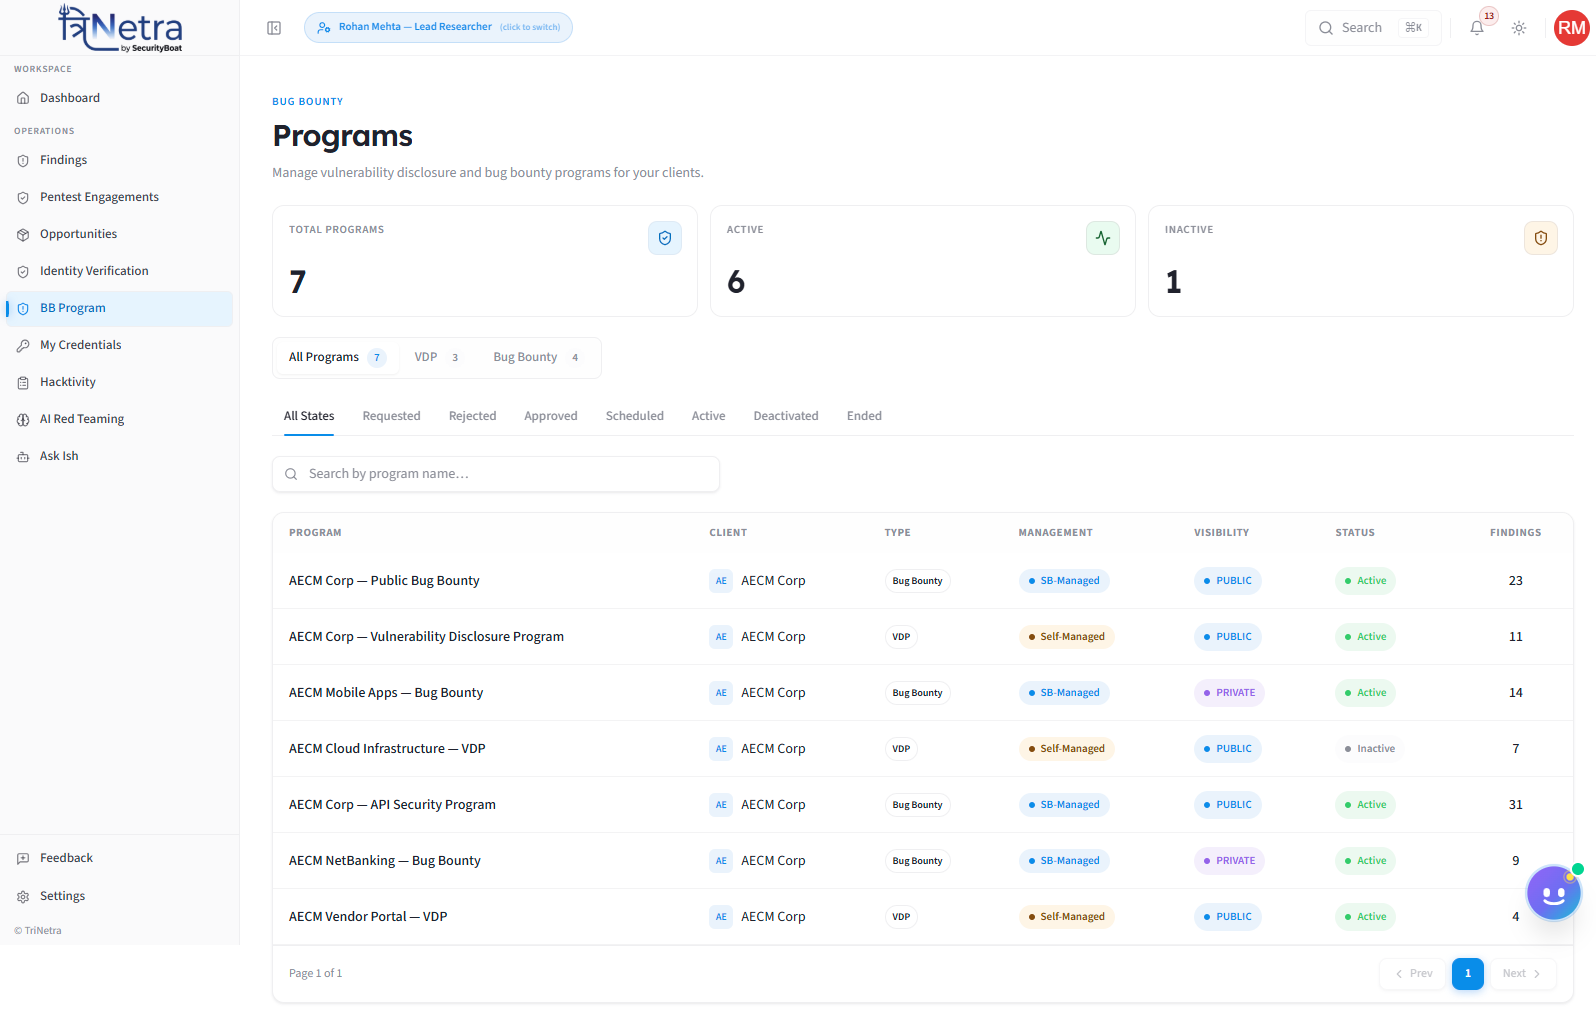 त्रिNetra
by SecurityBoat
Rohan Mehta — Lead Researcher (click to switch)
Search ⌘K
13
RM
WORKSPACE
Dashboard
OPERATIONS
Findings
Pentest Engagements
Opportunities
Identity Verification
BB Program
My Credentials
Hacktivity
AI Red Teaming
Ask Ish
Feedback
Settings
© TriNetra
BUG BOUNTY
Programs
Manage vulnerability disclosure and bug bounty programs for your clients.
TOTAL PROGRAMS
7
ACTIVE
6
INACTIVE
1
All Programs 7 VDP 3 Bug Bounty 4
All States Requested Rejected Approved Scheduled Active Deactivated Ended
Search by program name...
PROGRAM CLIENT TYPE MANAGEMENT VISIBILITY STATUS FINDINGS
AECM Corp — Public Bug Bounty AE AECM Corp Bug Bounty SB-Managed PUBLIC Active 23
AECM Corp — Vulnerability Disclosure Program AE AECM Corp VDP Self-Managed PUBLIC Active 11
AECM Mobile Apps — Bug Bounty AE AECM Corp Bug Bounty SB-Managed PRIVATE Active 14
AECM Cloud Infrastructure — VDP AE AECM Corp VDP Self-Managed PUBLIC Inactive 7
AECM Corp — API Security Program AE AECM Corp Bug Bounty SB-Managed PUBLIC Active 31
AECM NetBanking — Bug Bounty AE AECM Corp Bug Bounty SB-Managed PRIVATE Active 9
AECM Vendor Portal — VDP AE AECM Corp VDP Self-Managed PUBLIC Active 4
Page 1 of 1 Prev 1 Next